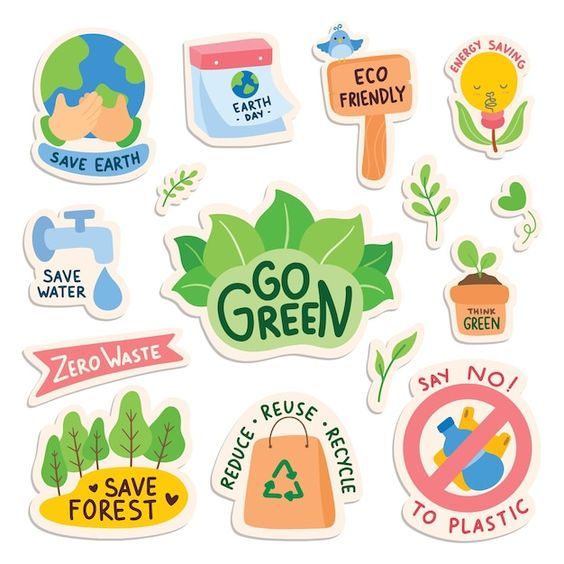 SAVE EARTH
EARTH
· DAY ·
ECO
FRIENDLY
ENERGY SAVING
SAVE
WATER
GO
GREEN
THINK
GREEN
ZERO WASTE
SAVE
FOREST
REDUCE · REUSE · RECYCLE
SAY NO!
TO PLASTIC